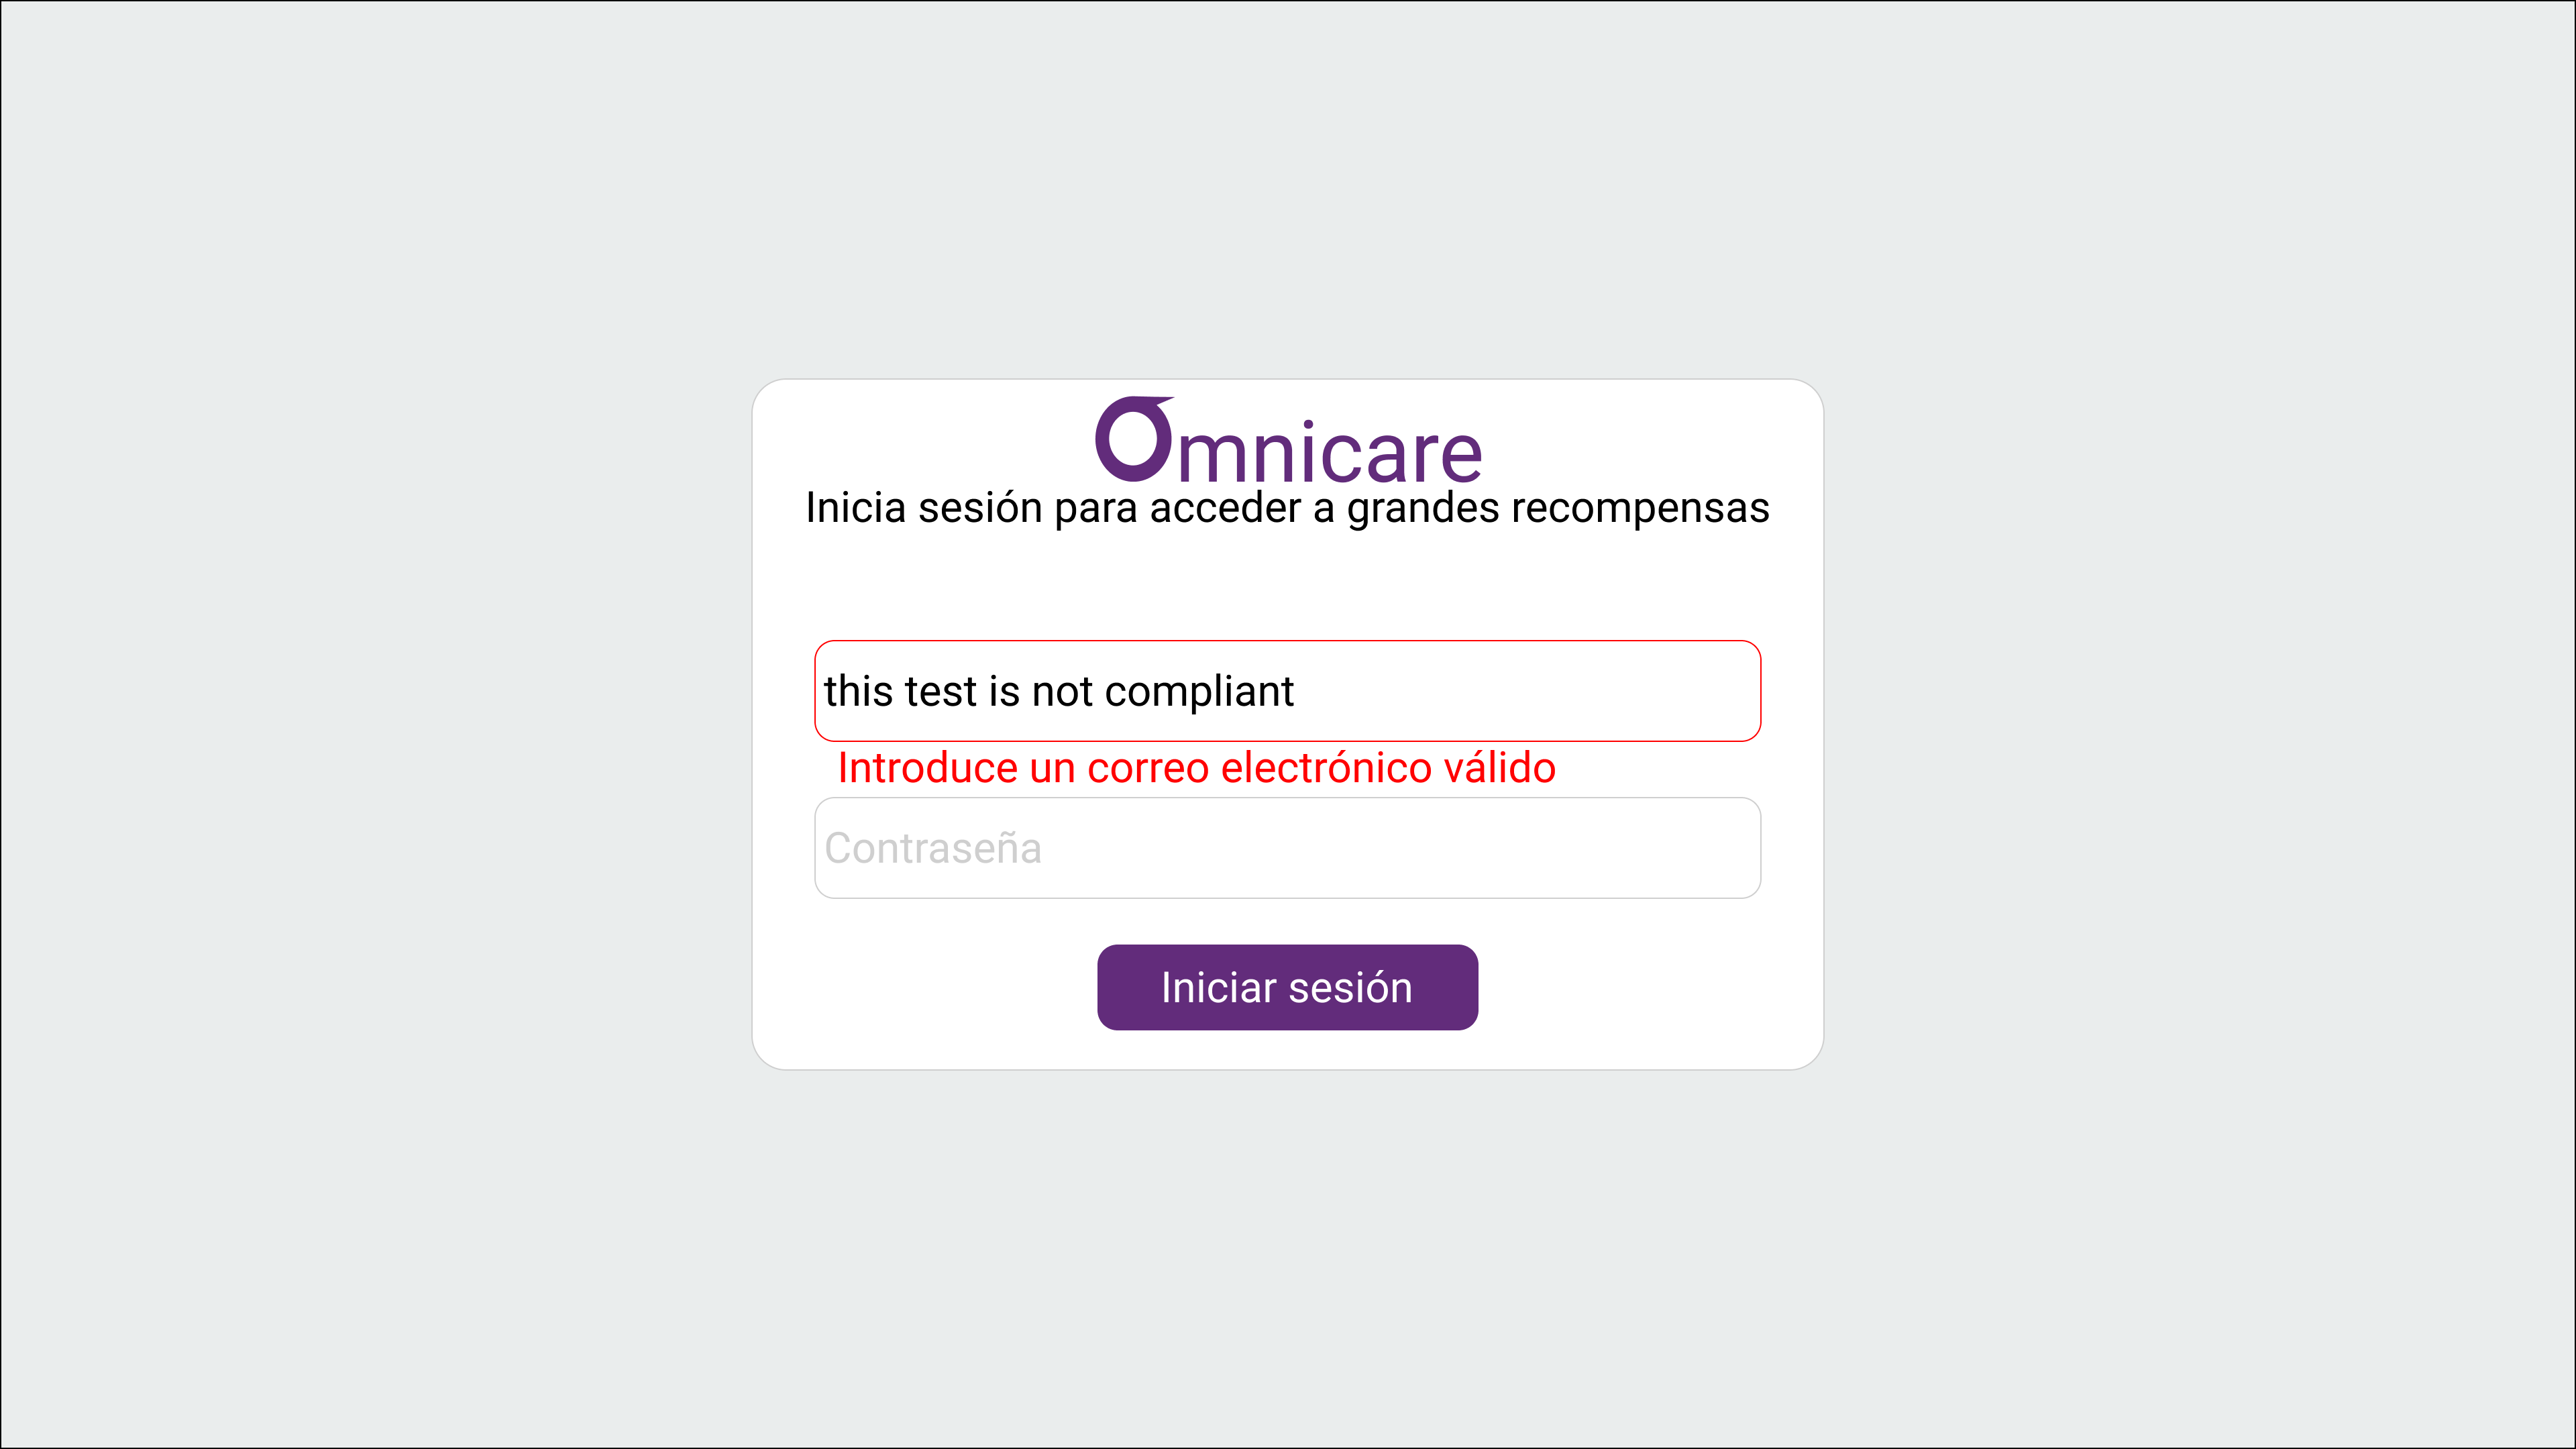 Omnicare
Inicia sesión para acceder a grandes recompensas
this test is not compliant
Introduce un correo electrónico válido
Contraseña
Iniciar sesión